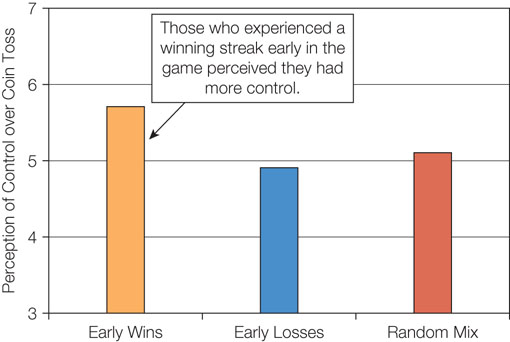 7
Those who experienced a
winning streak early in the
game perceived they had
more control.
6
5
4
3
Perception of Control over Coin Toss
Early Wins
Early Losses
Random Mix